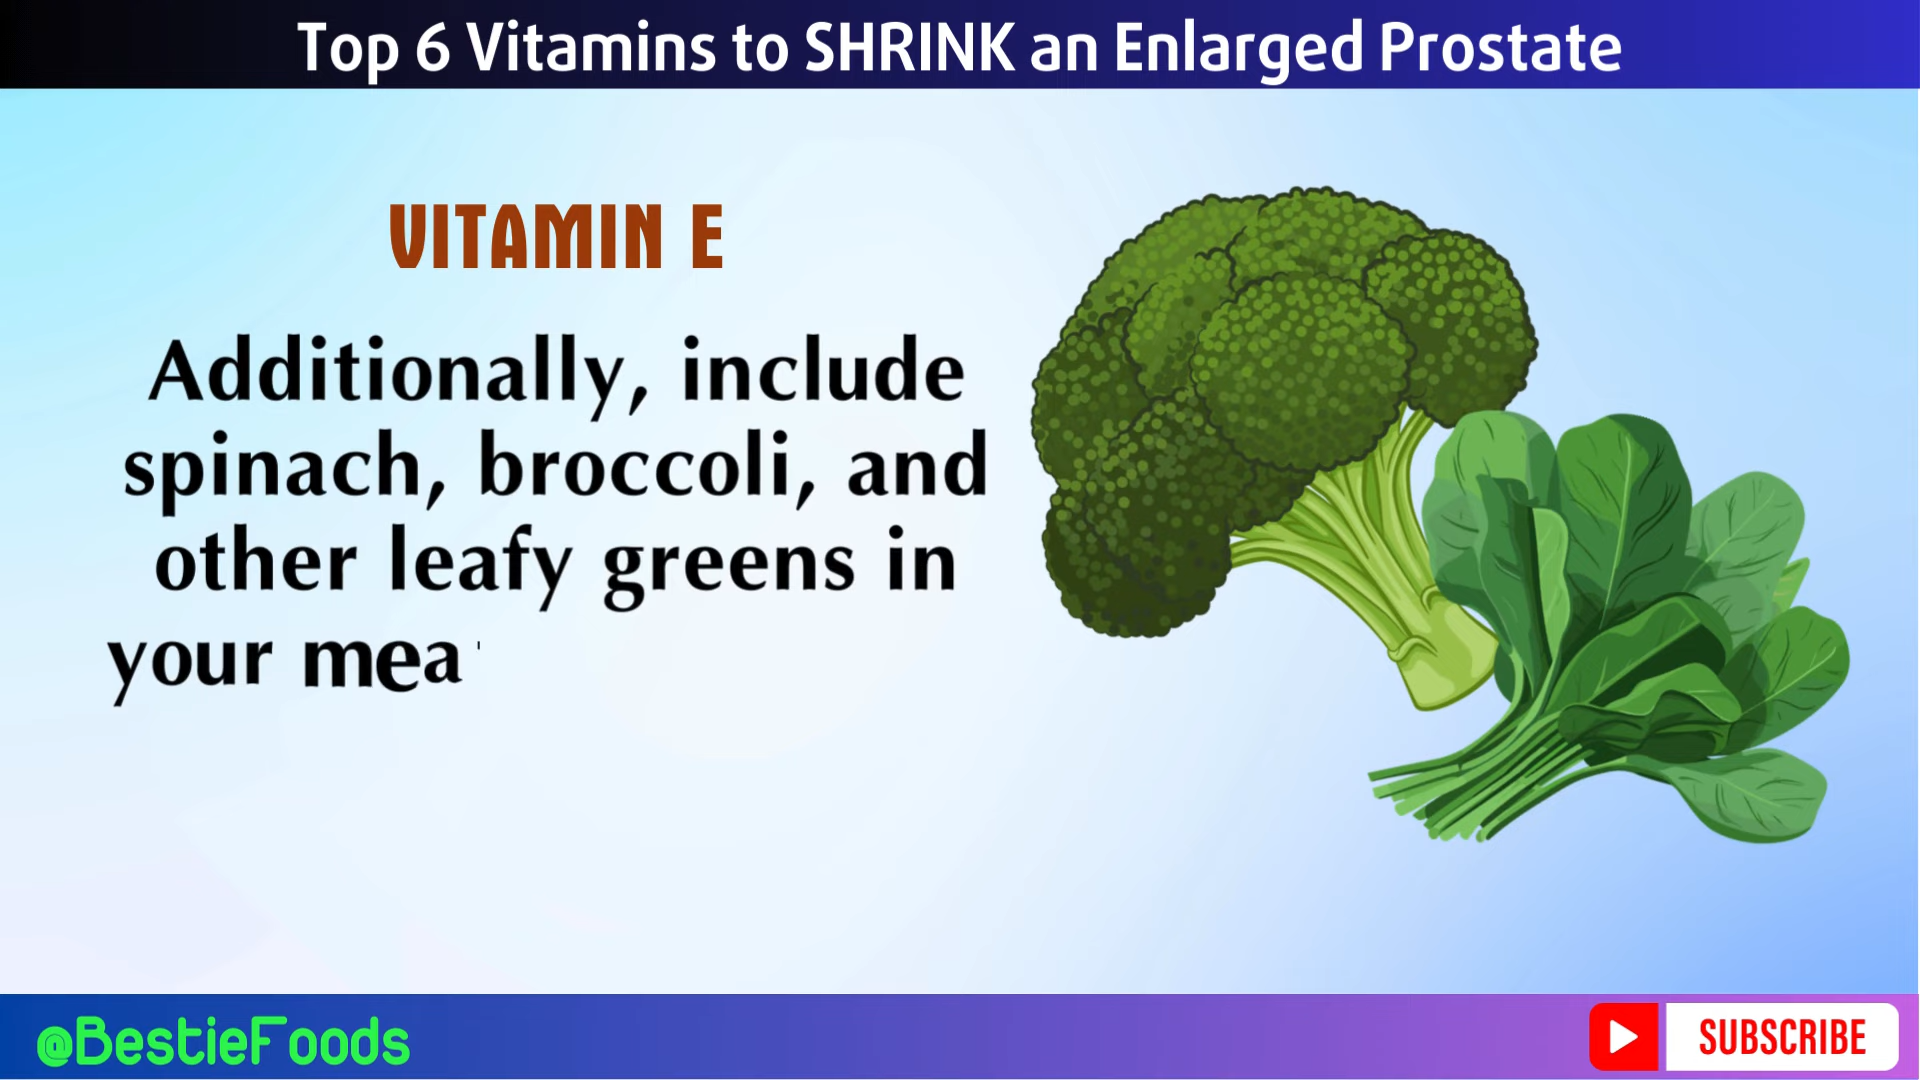 Top 6 Vitamins to SHRINK an Enlarged Prostate
VITAMIN E
Additionally, include
spinach, broccoli, and
other leafy greens in
your mea
@BestieFoods
SUBSCRIBE